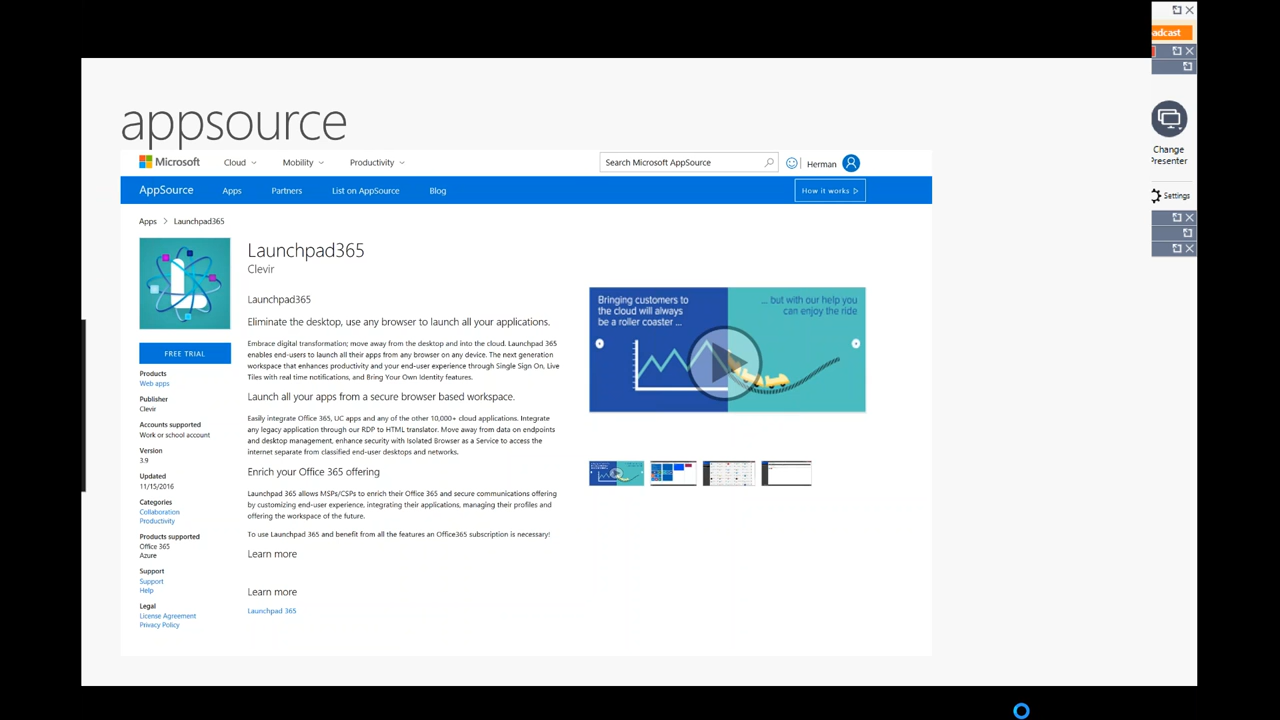 adcast
appsource
Microsoft Cloud Mobility Productivity Search Microsoft AppSource Herman
Change
Presenter
AppSource Apps Partners List on AppSource Blog How it works
Settings
Apps > Launchpad365
Launchpad365
Clevir
Launchpad365
Eliminate the desktop, use any browser to launch all your applications.
Embrace digital transformation; move away from the desktop and into the cloud. Launchpad 365
enables end-users to launch all their apps from any browser on any device. The next generation
workspace that enhances productivity and your end-user experience through Single Sign On, Live
Tiles with real time notifications, and Bring Your Own Identity features.
Launch all your apps from a secure browser based workspace.
Easily integrate Office 365, UC apps and any of the other 10,000+ cloud applications. Integrate
any legacy application through our RDP to HTML translator. Move away from data on endpoints
and desktop management, enhance security with Isolated Browser as a Service to access the
internet separate from classified end-user desktops and networks.
Enrich your Office 365 offering
Launchpad 365 allows MSPs/CSPs to enrich their Office 365 and secure communications offering
by customizing end-user experience, integrating their applications, managing their profiles and
offering the workspace of the future.
To use Launchpad 365 and benefit from all the features an Office365 subscription is necessary!
Learn more
Learn more
Launchpad 365
FREE TRIAL
Products
Web apps
Publisher
Clevir
Accounts supported
Work or school account
Version
3.9
Updated
11/15/2016
Categories
Collaboration
Productivity
Products supported
Office 365
Azure
Support
Support
Help
Legal
License Agreement
Privacy Policy
Bringing customers to
the cloud will always
be a roller coaster ...
... but with our help you
can enjoy the ride